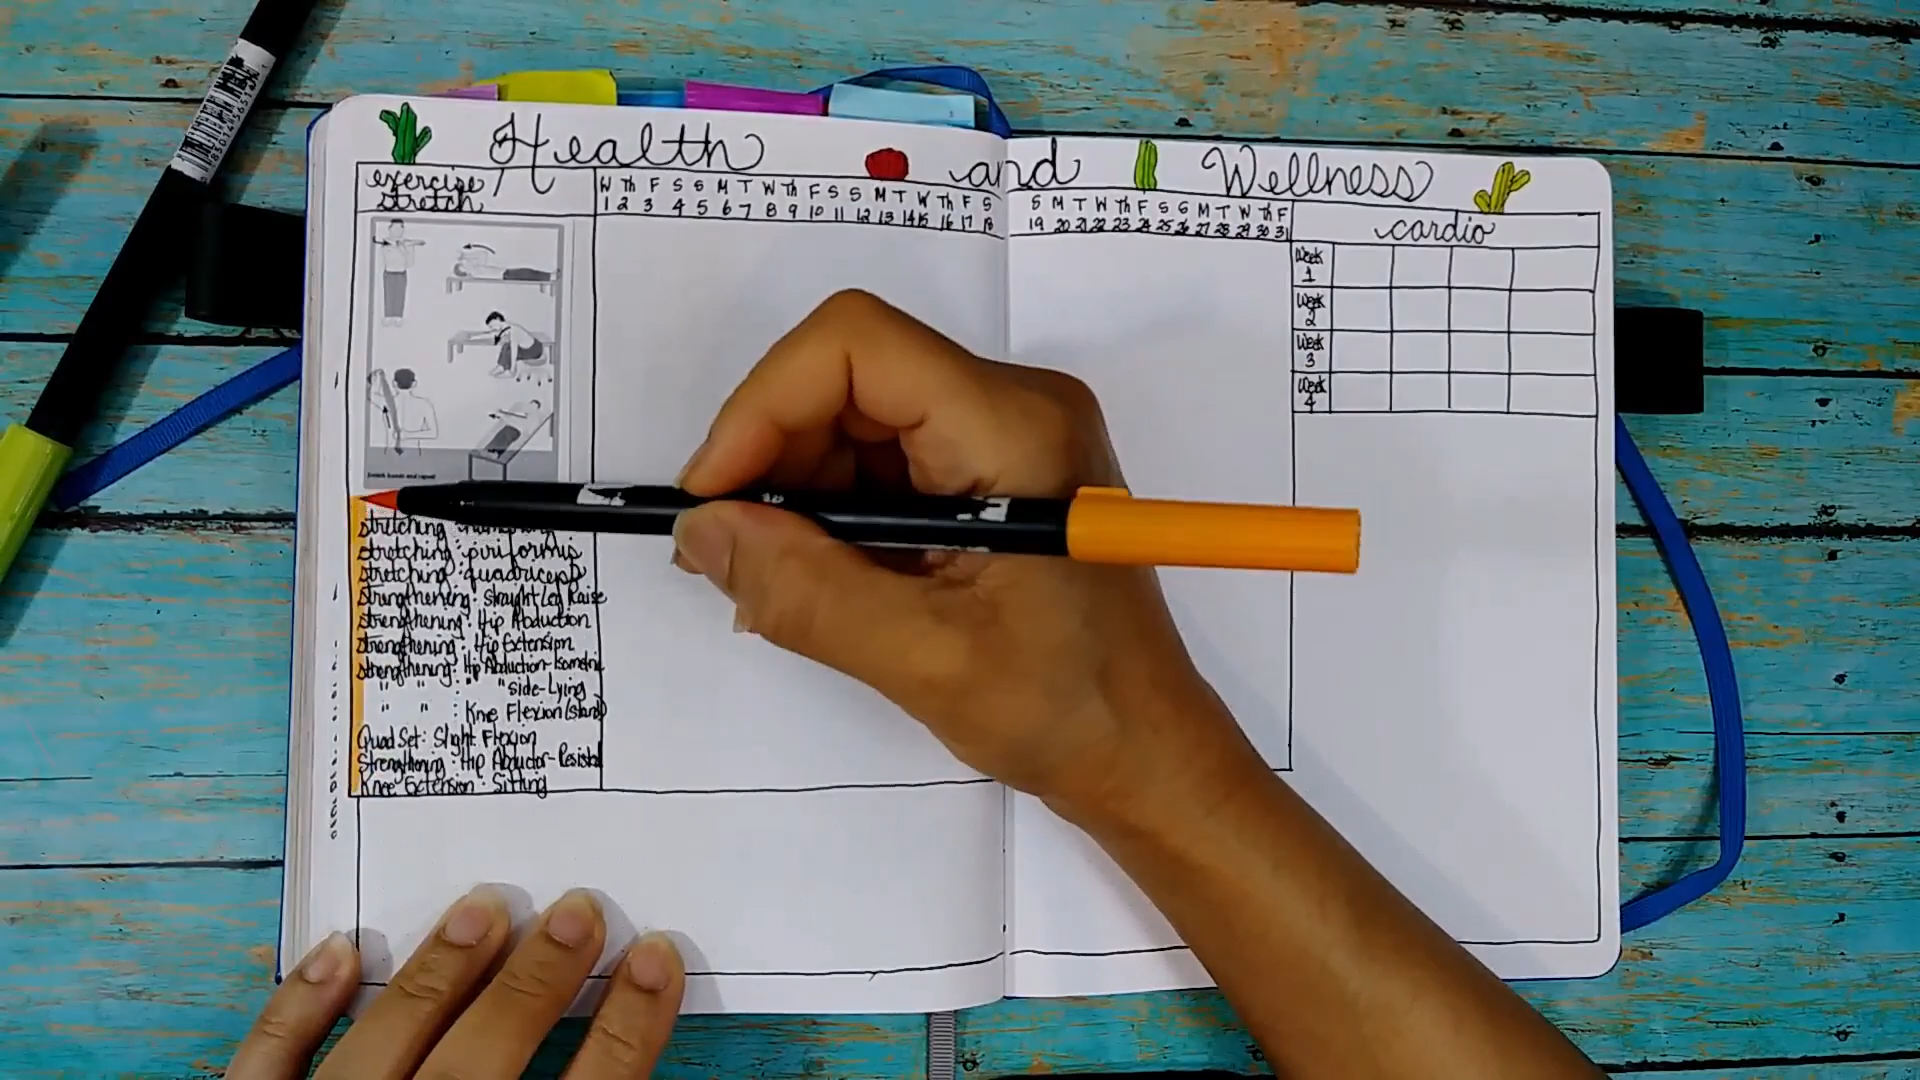 Health and Wellness
exercise/
stretch
W Th F S S M T W Th F S S M T W Th F S
1 2 3 4 5 6 7 8 9 10 11 12 13 14 15 16 17 18
S M T W Th F S S M T W Th F
19 20 21 22 23 24 25 26 27 28 29 30 31
cardio
Week
1
Week
2
Week
3
Week
4
stretching
stretching: piriformis
stretching: quadriceps
strengthening: straight Leg Raise
strengthening: Hip Abduction
strengthening: Hip Extension
strengthening: Hip Abduction-Isometric
" " : " "side-Lying
" " : Kne Flexion(stand)
Quad Set: Slight Flexion
Strengthening: Hip Abductor-Resisted
Knee Extension: Sitting